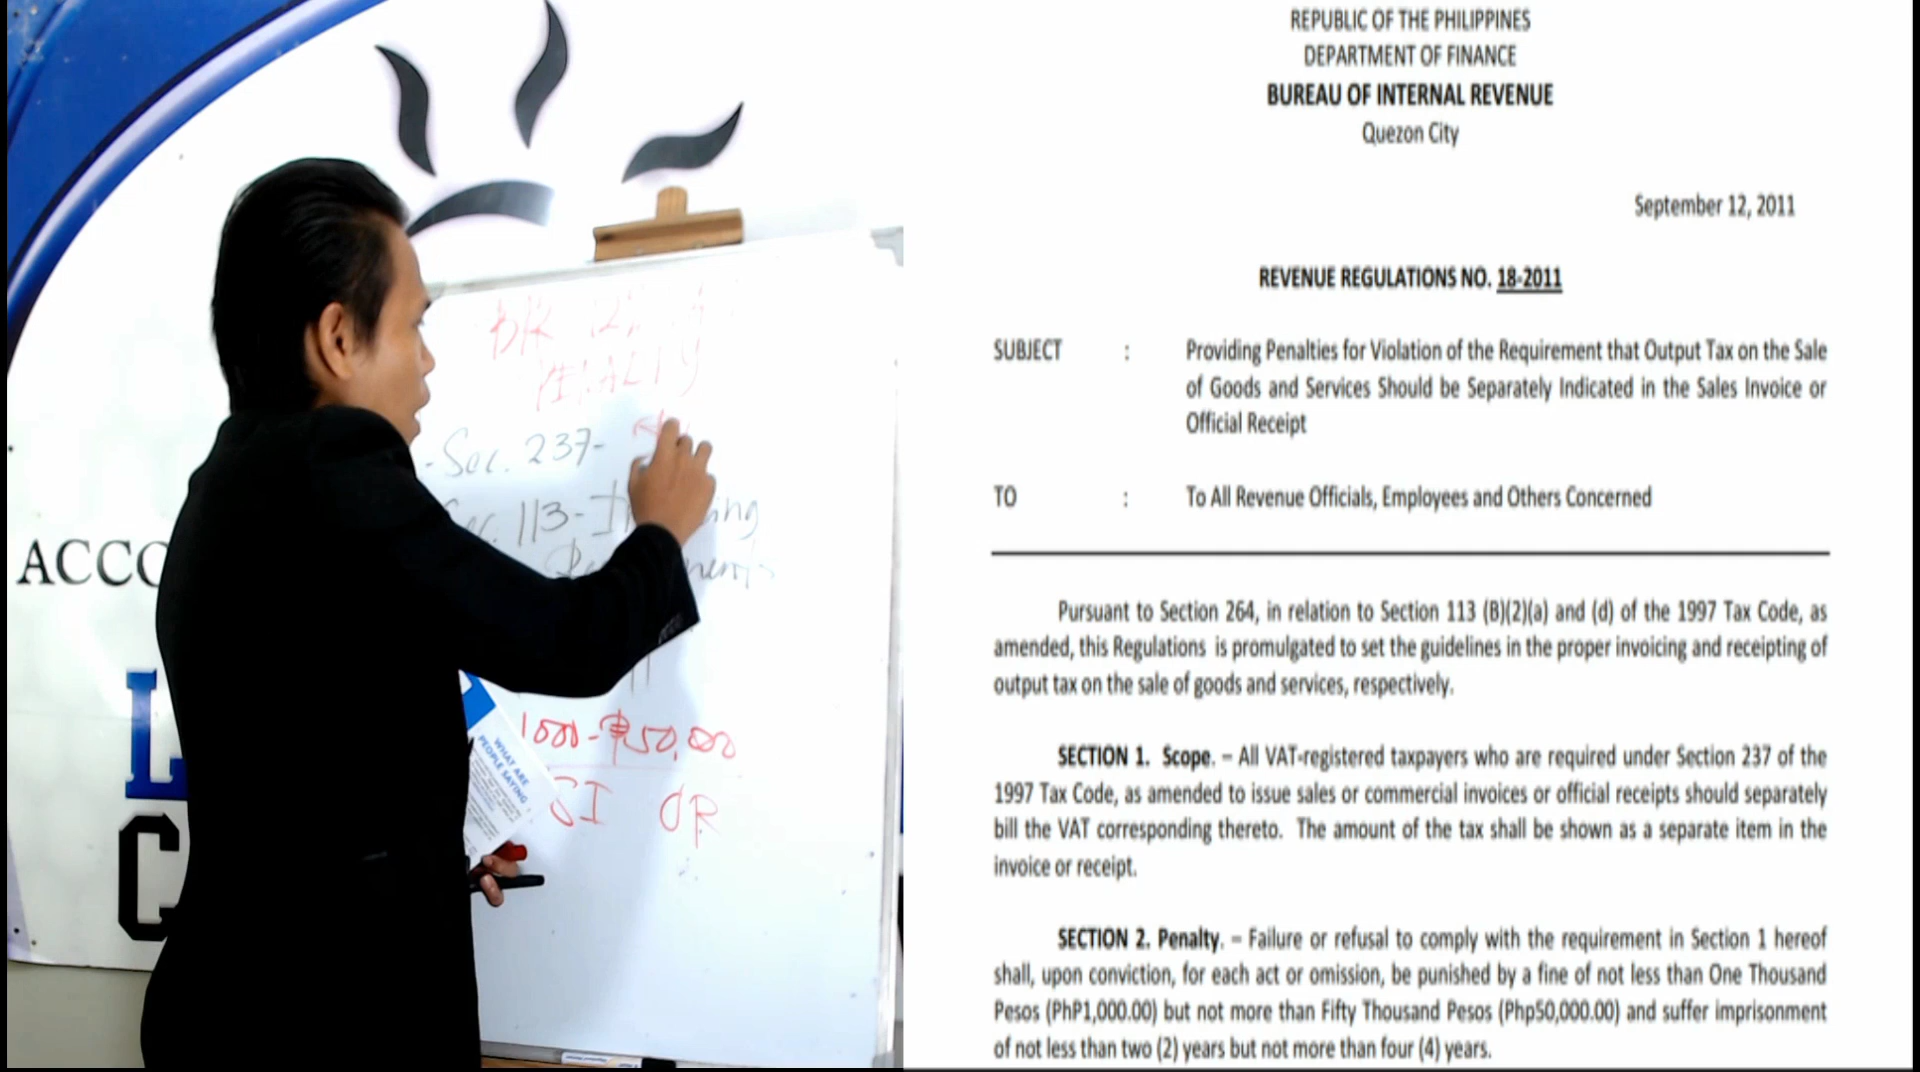 ACCO
L
C
BIR 12
PENALTY
- Sec. 237-
Sec. 113-
1000-₱50,000
SI OR
WHAT ARE
PEOPLE SAYING
REPUBLIC OF THE PHILIPPINES
DEPARTMENT OF FINANCE
BUREAU OF INTERNAL REVENUE
Quezon City
September 12, 2011
REVENUE REGULATIONS NO. 18-2011
SUBJECT : Providing Penalties for Violation of the Requirement that Output Tax on the Sale
of Goods and Services Should be Separately Indicated in the Sales Invoice or
Official Receipt
TO : To All Revenue Officials, Employees and Others Concerned
Pursuant to Section 264, in relation to Section 113 (B)(2)(a) and (d) of the 1997 Tax Code, as
amended, this Regulations is promulgated to set the guidelines in the proper invoicing and receipting of
output tax on the sale of goods and services, respectively.
SECTION 1. Scope. – All VAT-registered taxpayers who are required under Section 237 of the
1997 Tax Code, as amended to issue sales or commercial invoices or official receipts should separately
bill the VAT corresponding thereto. The amount of the tax shall be shown as a separate item in the
invoice or receipt.
SECTION 2. Penalty. – Failure or refusal to comply with the requirement in Section 1 hereof
shall, upon conviction, for each act or omission, be punished by a fine of not less than One Thousand
Pesos (PhP1,000.00) but not more than Fifty Thousand Pesos (Php50,000.00) and suffer imprisonment
of not less than two (2) years but not more than four (4) years.